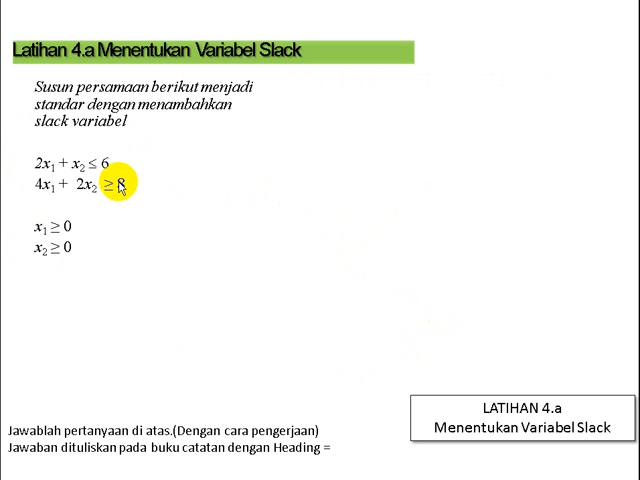 Latihan 4.a Menentukan Variabel Slack
Susun persamaan berikut menjadi
standar dengan menambahkan
slack variabel
2x₁ + x₂ ≤ 6
4x₁ + 2x₂ ≥ 8
x₁ ≥ 0
x₂ ≥ 0
LATIHAN 4.a
Menentukan Variabel Slack
Jawablah pertanyaan di atas.(Dengan cara pengerjaan)
Jawaban dituliskan pada buku catatan dengan Heading =